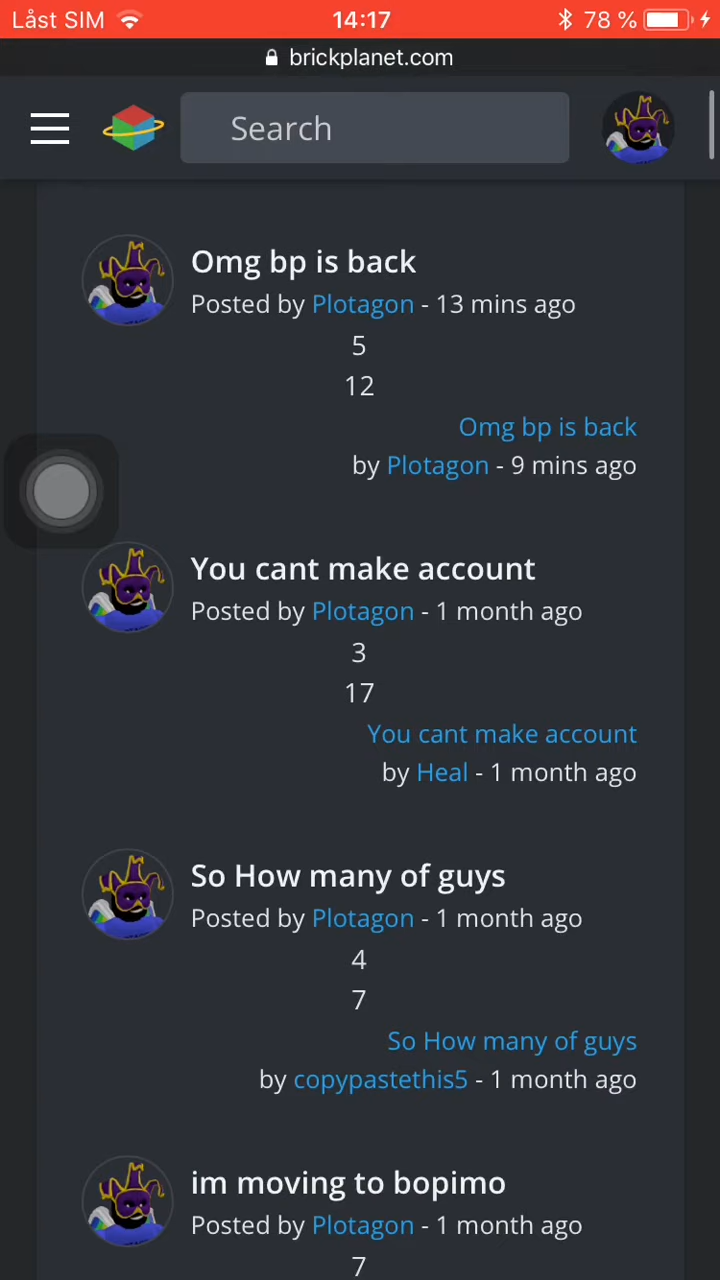 Låst SIM 14:17 78 %
brickplanet.com
Search
Omg bp is back
Posted by Plotagon - 13 mins ago
5
12
Omg bp is back
by Plotagon - 9 mins ago
You cant make account
Posted by Plotagon - 1 month ago
3
17
You cant make account
by Heal - 1 month ago
So How many of guys
Posted by Plotagon - 1 month ago
4
7
So How many of guys
by copypastethis5 - 1 month ago
im moving to bopimo
Posted by Plotagon - 1 month ago
7